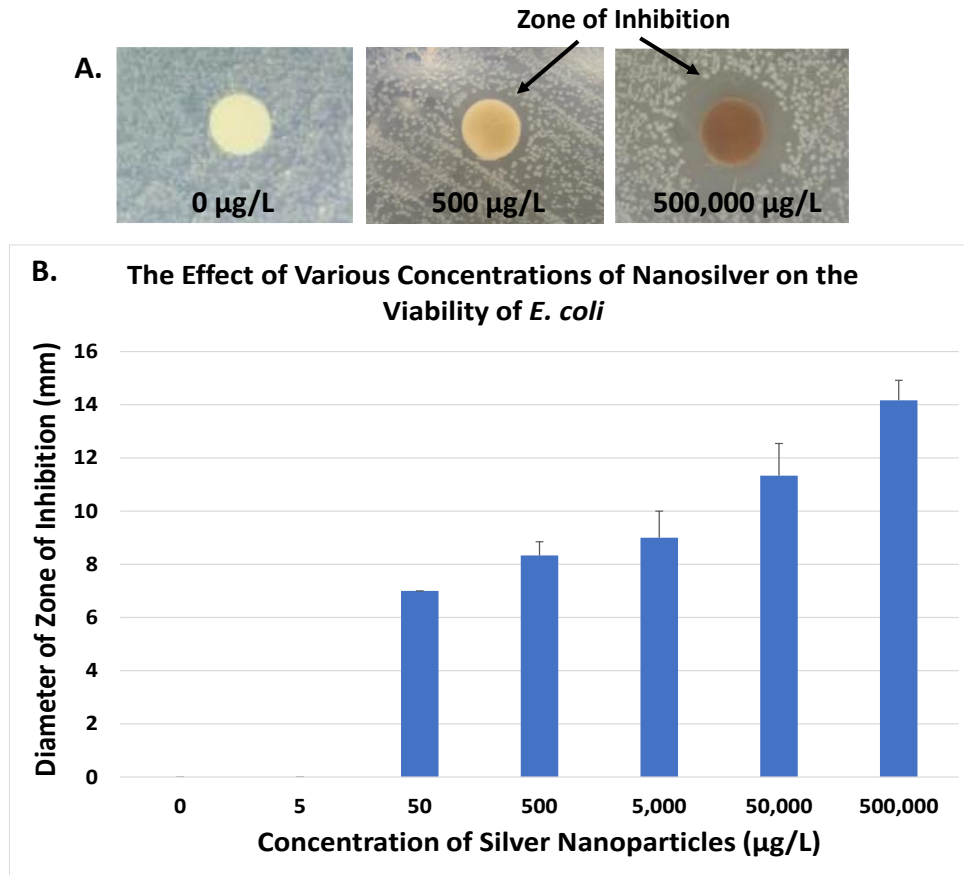 Zone of Inhibition
A.
0 µg/L
500 µg/L
500,000 µg/L
B.
The Effect of Various Concentrations of Nanosilver on the
Viability of E. coli
Diameter of Zone of Inhibition (mm)
16
14
12
10
8
6
4
2
0
0 5 50 500 5,000 50,000 500,000
Concentration of Silver Nanoparticles (µg/L)